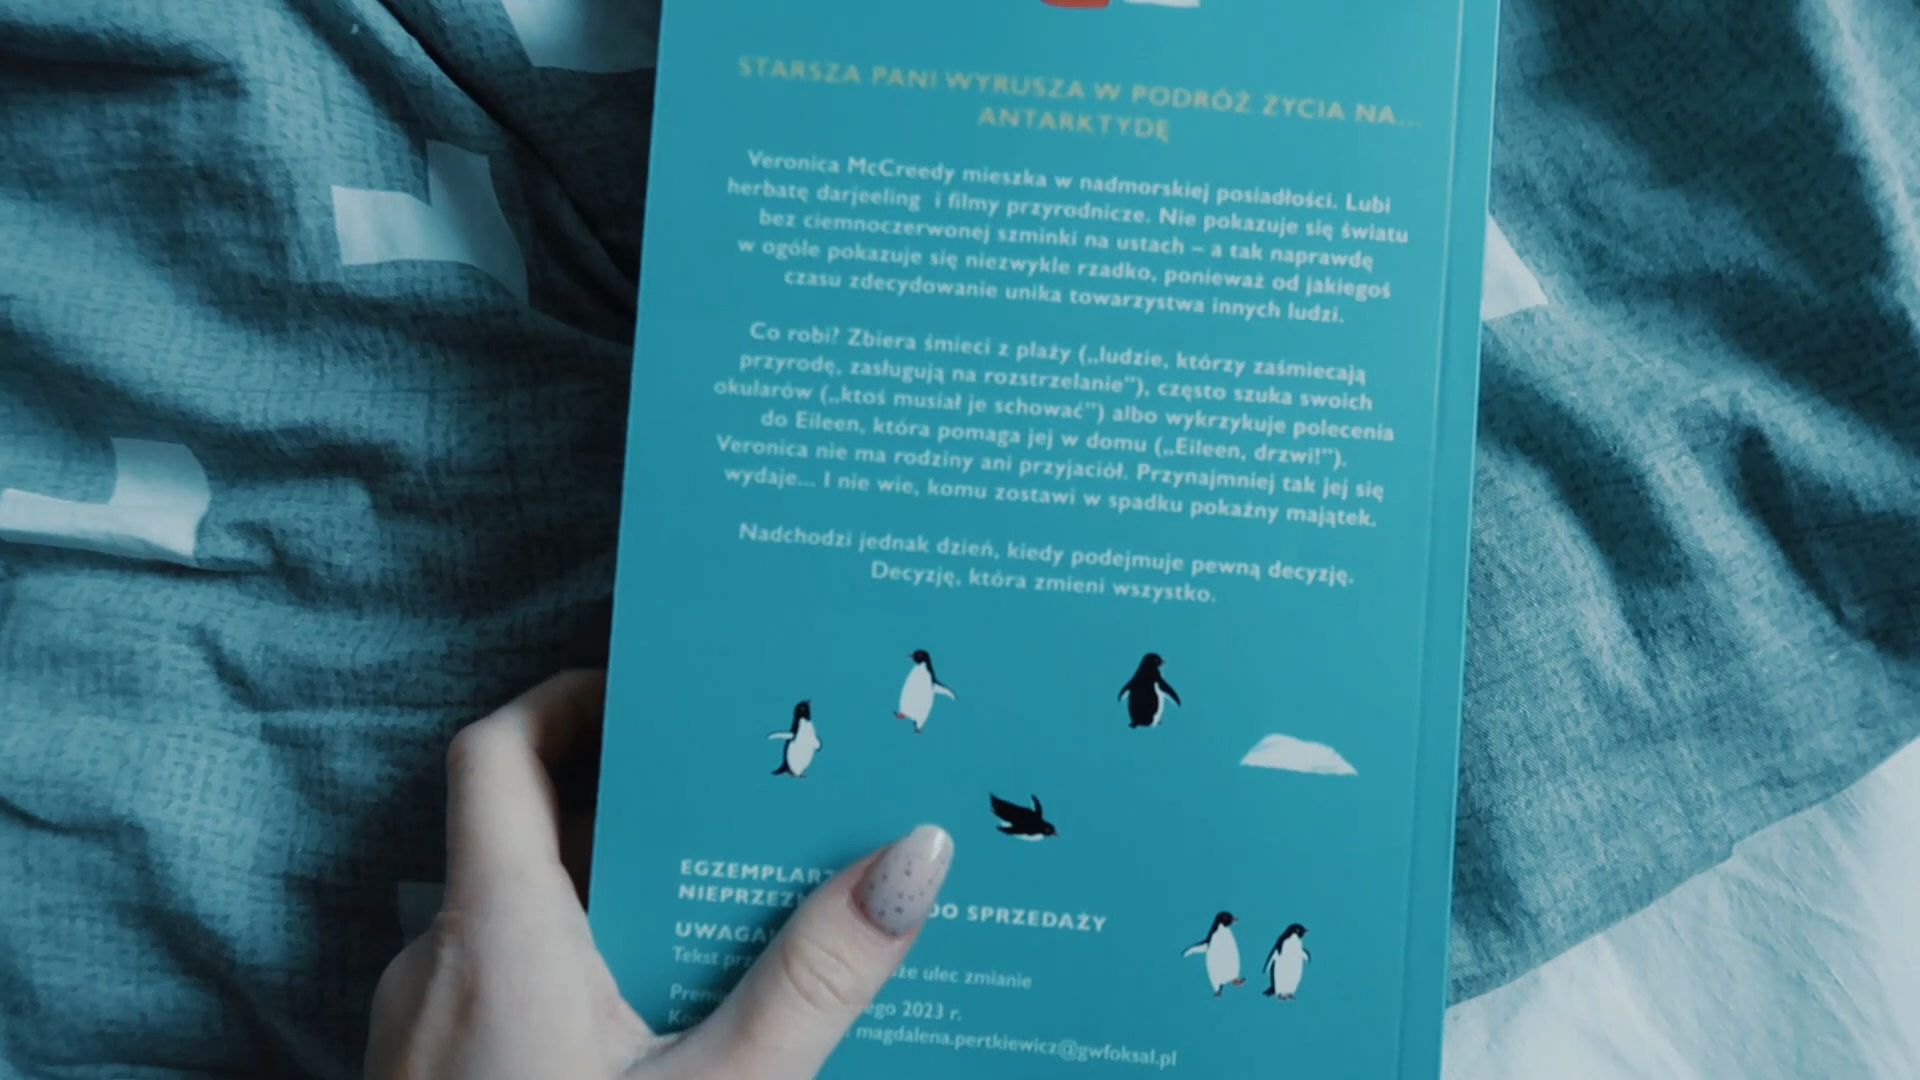 STARSZA PANI WYRUSZA W PODRÓŻ ŻYCIA NA...
ANTARKTYDĘ
Veronica McCreedy mieszka w nadmorskiej posiadłości. Lubi
herbatę darjeeling i filmy przyrodnicze. Nie pokazuje się światu
bez ciemnoczerwonej szminki na ustach – a tak naprawdę
w ogóle pokazuje się niezwykle rzadko, ponieważ od jakiegoś
czasu zdecydowanie unika towarzystwa innych ludzi.
Co robi? Zbiera śmieci z plaży („ludzie, którzy zaśmiecają
przyrodę, zasługują na rozstrzelanie”), często szuka swoich
okularów („ktoś musiał je schować”) albo wykrzykuje polecenia
do Eileen, która pomaga jej w domu („Eileen, drzwi!”).
Veronica nie ma rodziny ani przyjaciół. Przynajmniej tak jej się
wydaje... I nie wie, komu zostawi w spadku pokaźny majątek.
Nadchodzi jednak dzień, kiedy podejmuje pewną decyzję.
Decyzję, która zmieni wszystko.
EGZEMPLARZ
DO SPRZEDAŻY
UWAGA!
Tekst ulec zmianie
2023 r.
magdalena.pertkiewicz@gwfoksal.pl